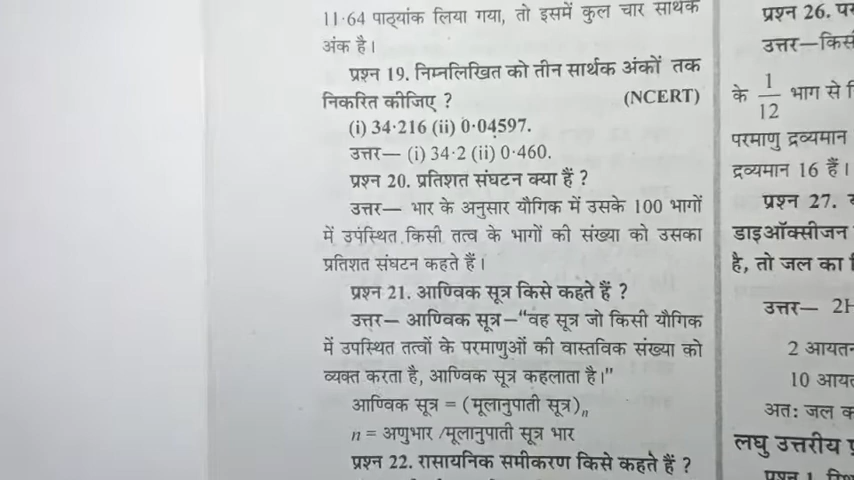 11·64 पाठ्यांक लिया गया, तो इसमें कुल चार सार्थक
अंक है।
प्रश्न 19. निम्नलिखित को तीन सार्थक अंकों तक
निकरित कीजिए ? (NCERT)
(i) 34·216 (ii) 0·04597.
उत्तर— (i) 34·2 (ii) 0·460.
प्रश्न 20. प्रतिशत संघटन क्या हैं ?
उत्तर— भार के अनुसार यौगिक में उसके 100 भागों
में उपस्थित किसी तत्व के भागों की संख्या को उसका
प्रतिशत संघटन कहते हैं।
प्रश्न 21. आण्विक सूत्र किसे कहते हैं ?
उत्तर— आण्विक सूत्र–"वह सूत्र जो किसी यौगिक
में उपस्थित तत्वों के परमाणुओं की वास्तविक संख्या को
व्यक्त करता है, आण्विक सूत्र कहलाता है।"
आण्विक सूत्र = (मूलानुपाती सूत्र)n
n = अणुभार /मूलानुपाती सूत्र भार
प्रश्न 22. रासायनिक समीकरण किसे कहते हैं ?
प्रश्न 26.
उत्तर—
के 1/12 भाग से
परमाणु द्रव्यमान
द्रव्यमान 16 हैं।
प्रश्न 27.
डाइऑक्सीजन
है, तो जल का
उत्तर— 2H
2 आयतन
10
अतः जल
लघु उत्तरीय
प्रश्न 1.